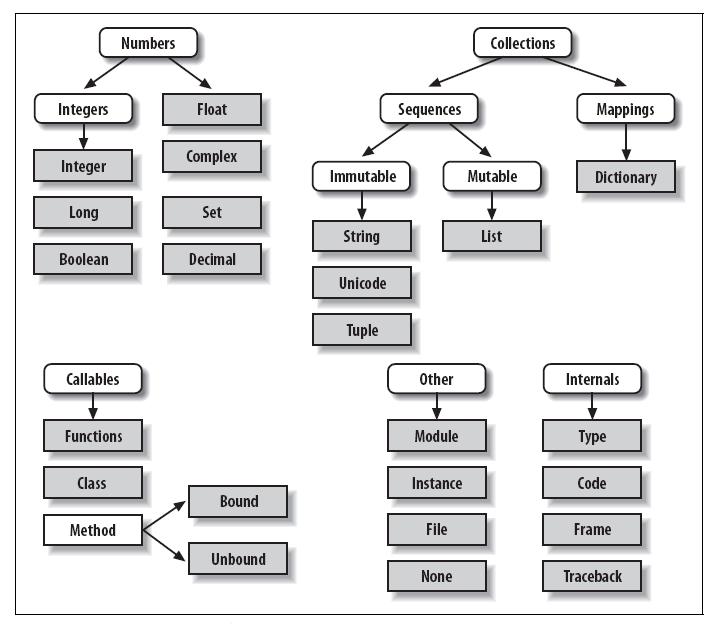 Numbers
Integers
Float
Integer
Complex
Long
Set
Boolean
Decimal
Collections
Sequences
Mappings
Immutable
Mutable
Dictionary
String
List
Unicode
Tuple
Callables
Functions
Class
Method
Bound
Unbound
Other
Module
Instance
File
None
Internals
Type
Code
Frame
Traceback